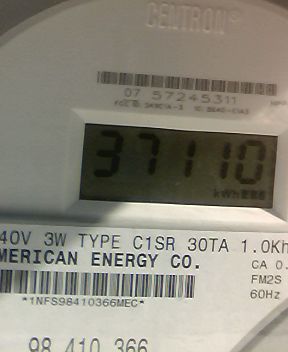 CENTRON®
07 57245311
37110
kWh
40V 3W TYPE C1SR 30TA 1.0Kh
MERICAN ENERGY CO.
CA 0.
FM2S
*1NFS98410366MEC*
60Hz
98 410 366